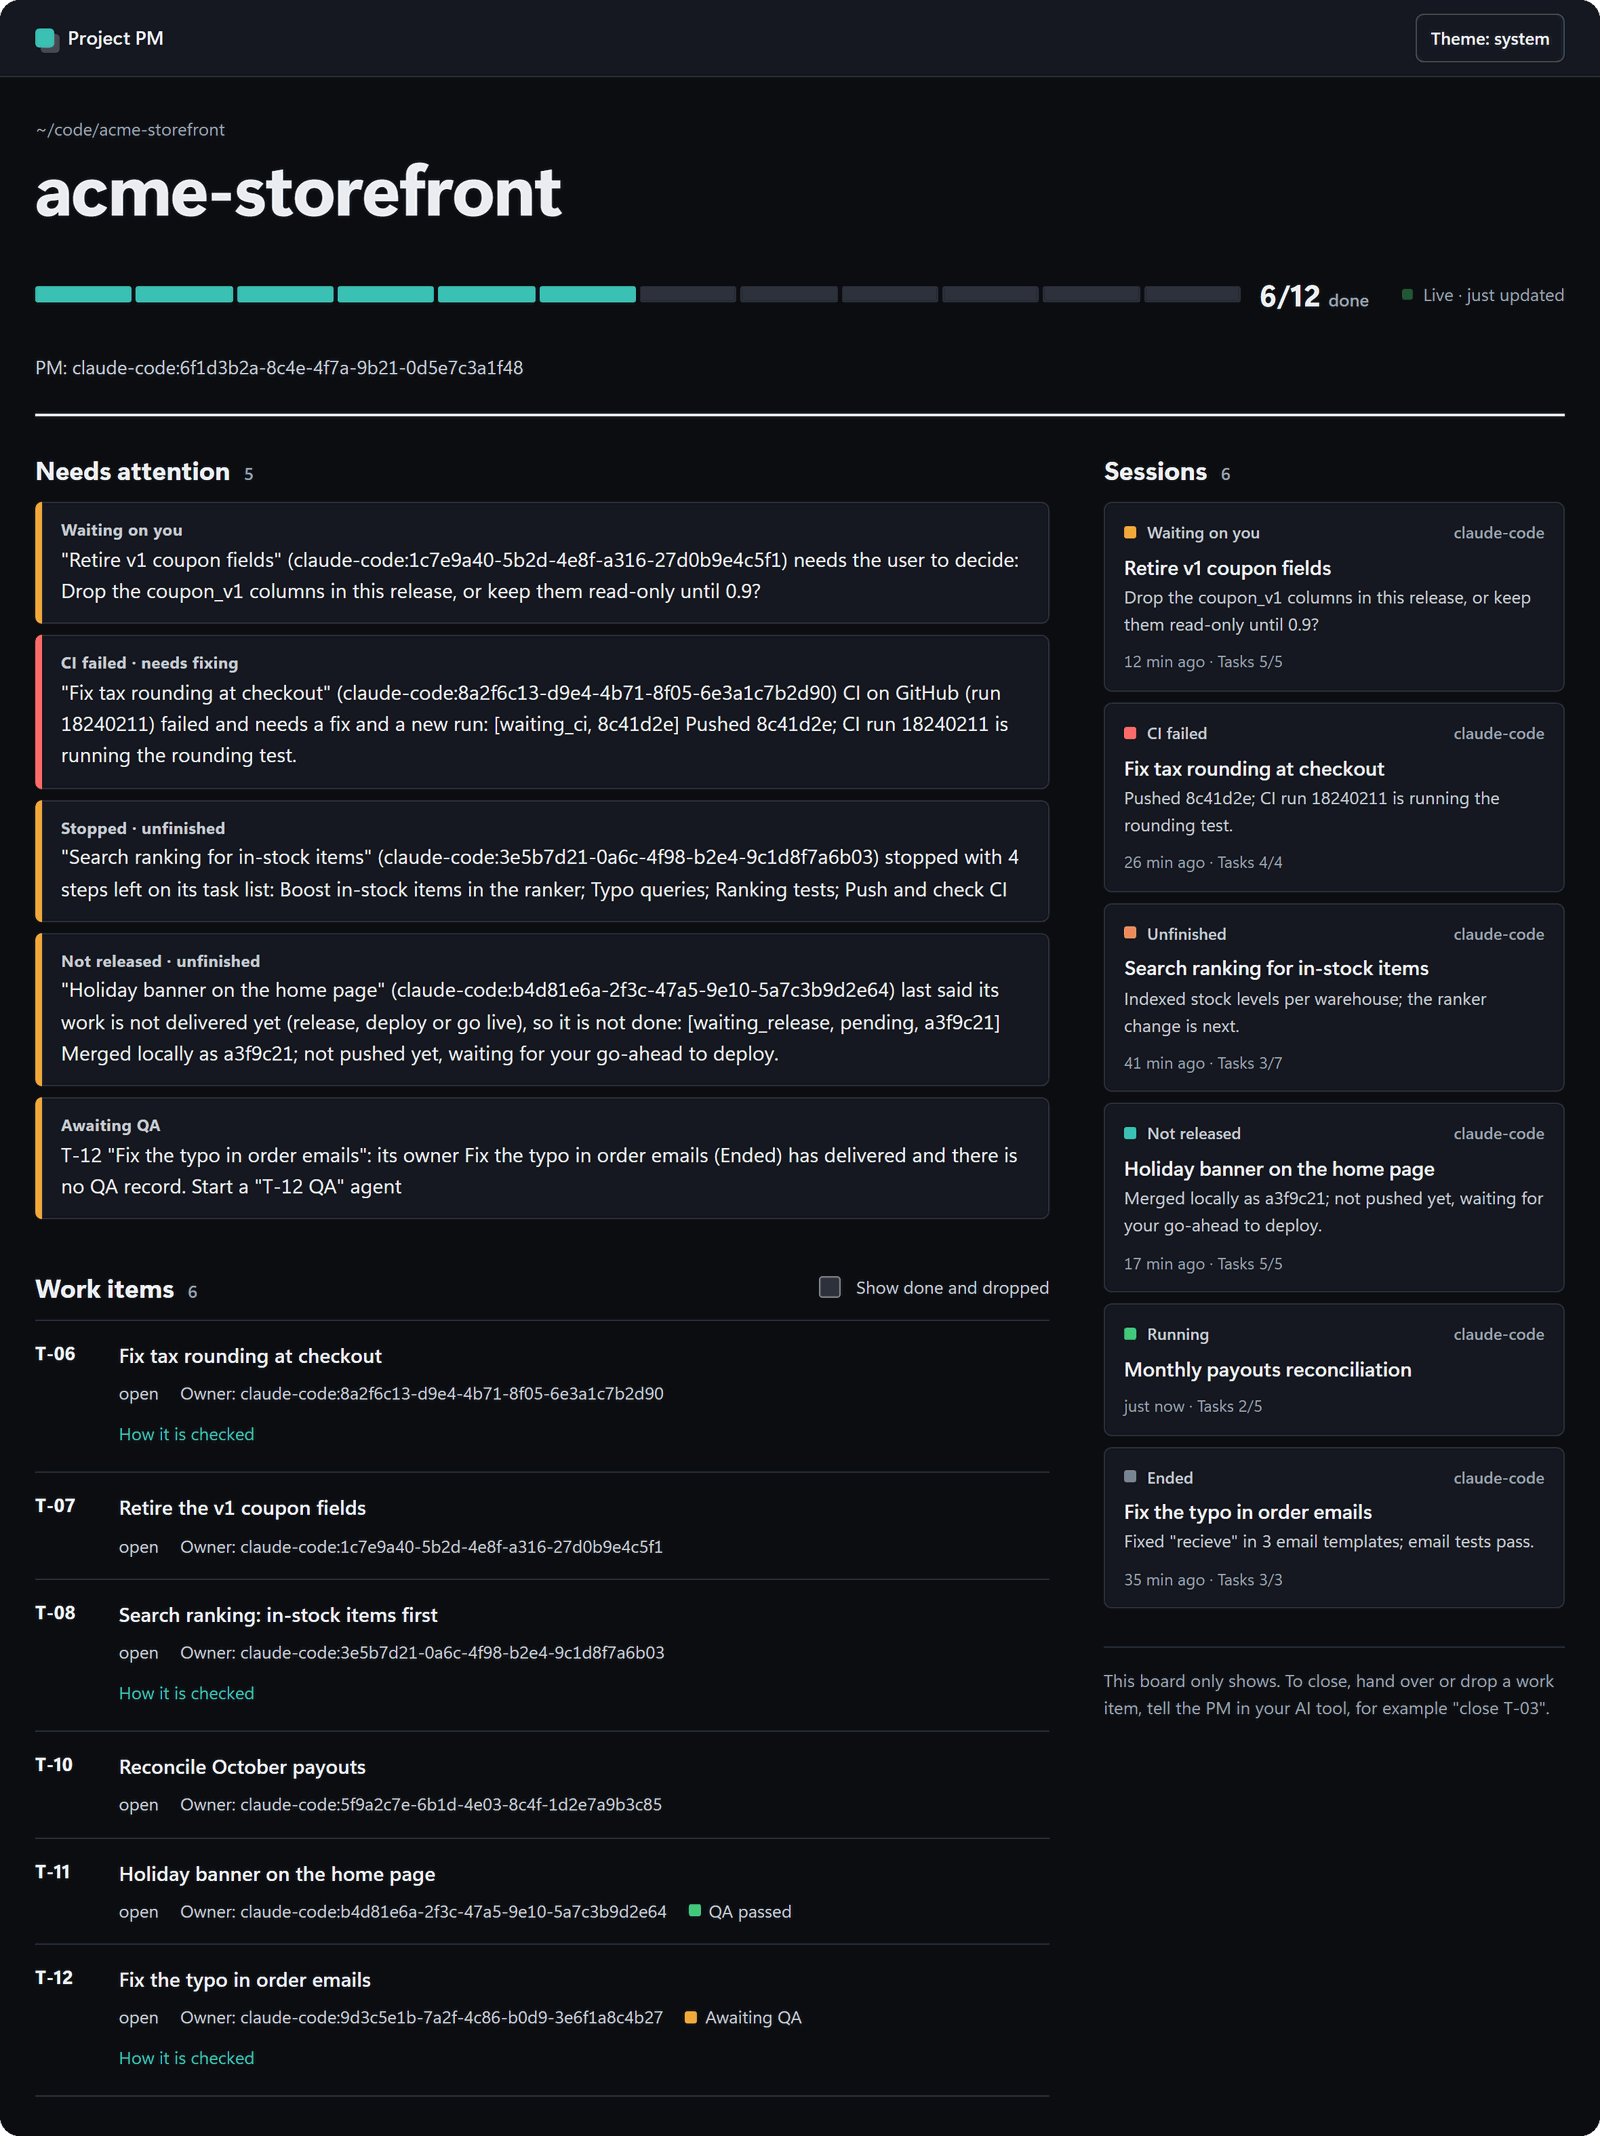 Project PM
Theme: system
~/code/acme-storefront
acme-storefront
6/12 done
Live · just updated
PM: claude-code:6f1d3b2a-8c4e-4f7a-9b21-0d5e7c3a1f48
Needs attention 5
Waiting on you
"Retire v1 coupon fields" (claude-code:1c7e9a40-5b2d-4e8f-a316-27d0b9e4c5f1) needs the user to decide:
Drop the coupon_v1 columns in this release, or keep them read-only until 0.9?
CI failed · needs fixing
"Fix tax rounding at checkout" (claude-code:8a2f6c13-d9e4-4b71-8f05-6e3a1c7b2d90) CI on GitHub (run
18240211) failed and needs a fix and a new run: [waiting_ci, 8c41d2e] Pushed 8c41d2e; CI run 18240211 is
running the rounding test.
Stopped · unfinished
"Search ranking for in-stock items" (claude-code:3e5b7d21-0a6c-4f98-b2e4-9c1d8f7a6b03) stopped with 4
steps left on its task list: Boost in-stock items in the ranker; Typo queries; Ranking tests; Push and check CI
Not released · unfinished
"Holiday banner on the home page" (claude-code:b4d81e6a-2f3c-47a5-9e10-5a7c3b9d2e64) last said its
work is not delivered yet (release, deploy or go live), so it is not done: [waiting_release, pending, a3f9c21]
Merged locally as a3f9c21; not pushed yet, waiting for your go-ahead to deploy.
Awaiting QA
T-12 "Fix the typo in order emails": its owner Fix the typo in order emails (Ended) has delivered and there is
no QA record. Start a "T-12 QA" agent
Work items 6
Show done and dropped
T-06 Fix tax rounding at checkout
open Owner: claude-code:8a2f6c13-d9e4-4b71-8f05-6e3a1c7b2d90
How it is checked
T-07 Retire the v1 coupon fields
open Owner: claude-code:1c7e9a40-5b2d-4e8f-a316-27d0b9e4c5f1
T-08 Search ranking: in-stock items first
open Owner: claude-code:3e5b7d21-0a6c-4f98-b2e4-9c1d8f7a6b03
How it is checked
T-10 Reconcile October payouts
open Owner: claude-code:5f9a2c7e-6b1d-4e03-8c4f-1d2e7a9b3c85
T-11 Holiday banner on the home page
open Owner: claude-code:b4d81e6a-2f3c-47a5-9e10-5a7c3b9d2e64 QA passed
T-12 Fix the typo in order emails
open Owner: claude-code:9d3c5e1b-7a2f-4c86-b0d9-3e6f1a8c4b27 Awaiting QA
How it is checked
Sessions 6
Waiting on you claude-code
Retire v1 coupon fields
Drop the coupon_v1 columns in this release, or keep
them read-only until 0.9?
12 min ago · Tasks 5/5
CI failed claude-code
Fix tax rounding at checkout
Pushed 8c41d2e; CI run 18240211 is running the
rounding test.
26 min ago · Tasks 4/4
Unfinished claude-code
Search ranking for in-stock items
Indexed stock levels per warehouse; the ranker
change is next.
41 min ago · Tasks 3/7
Not released claude-code
Holiday banner on the home page
Merged locally as a3f9c21; not pushed yet, waiting for
your go-ahead to deploy.
17 min ago · Tasks 5/5
Running claude-code
Monthly payouts reconciliation
just now · Tasks 2/5
Ended claude-code
Fix the typo in order emails
Fixed "recieve" in 3 email templates; email tests pass.
35 min ago · Tasks 3/3
This board only shows. To close, hand over or drop a work
item, tell the PM in your AI tool, for example "close T-03".